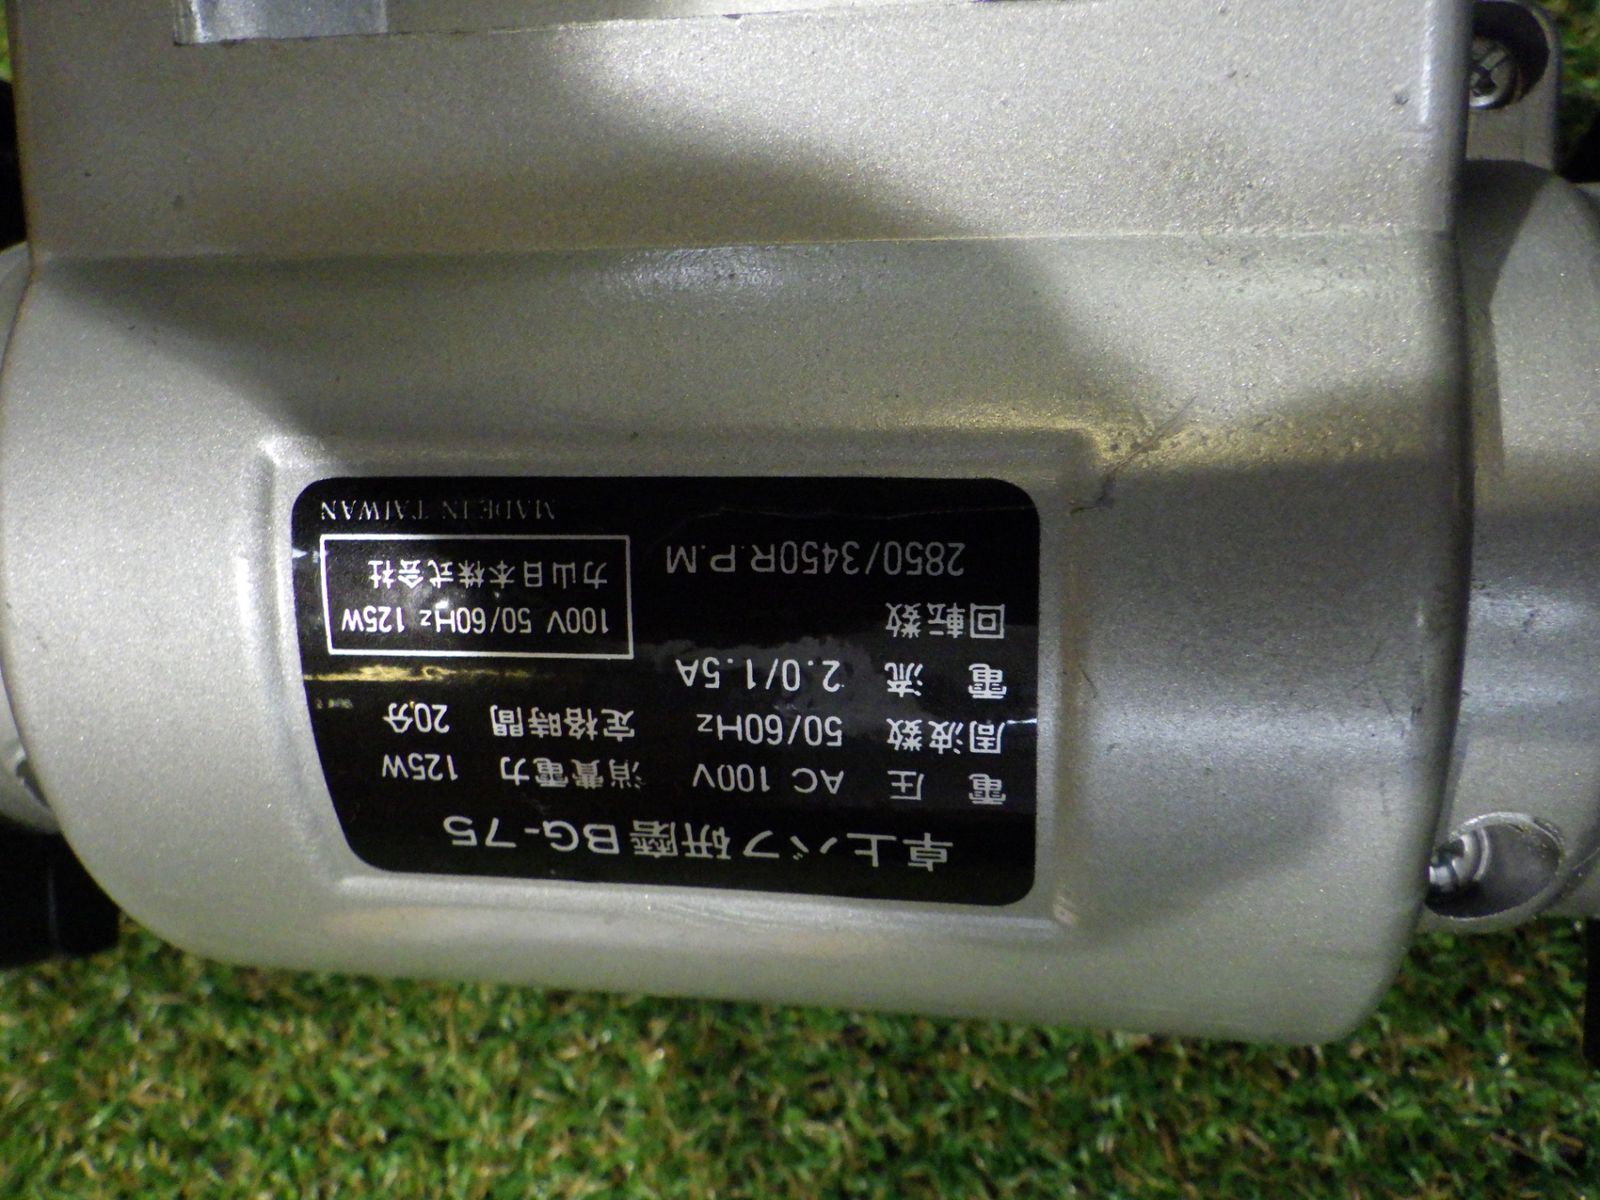 卓上バフ研磨BG-75
電圧 AC 100V 消費電力 125W
周波数 50/60Hz 定格時間 20分
電流 2.0/1.5A
回転数
2850/3450R.P.M
100V 50/60Hz 125W
力山日本株式会社
MADE IN TAIWAN